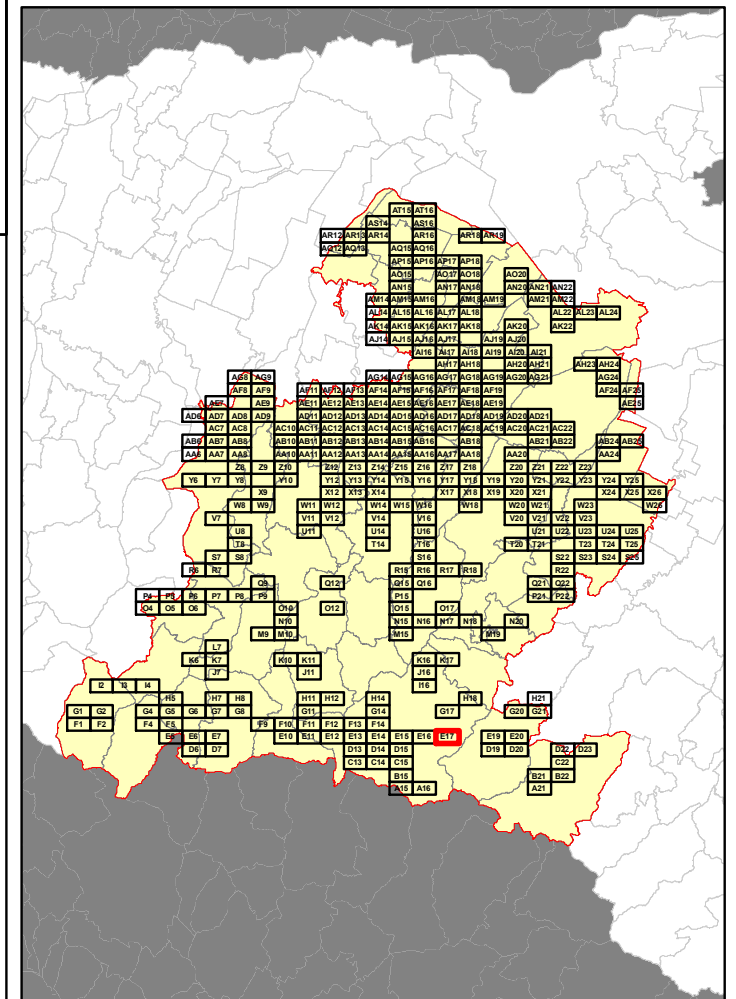 AT15 AT16
AS14 AS16
AR12 AR13 AR14 AR16 AR18 AR19
AQ12 AQ13 AQ15 AQ16
AP15 AP16 AP17 AP18
AO15 AO17 AO18 AO20
AN15 AN17 AN18 AN20 AN21 AN22
AM14 AM15 AM16 AM18 AM19 AM21 AM22
AL14 AL15 AL16 AL17 AL18 AL22 AL23 AL24
AK14 AK15 AK16 AK17 AK18 AK20 AK22
AJ14 AJ15 AJ16 AJ17 AJ19 AJ20
AI16 AI17 AI18 AI19 AI20 AI21
AH17 AH18 AH20 AH21 AH23 AH24
AG8 AG9 AG14 AG15 AG16 AG17 AG18 AG19 AG20 AG21 AG24
AF8 AF9 AF11 AF12 AF13 AF14 AF15 AF16 AF17 AF18 AF19 AF24 AF25
AE7 AE9 AE11 AE12 AE13 AE14 AE15 AE16 AE17 AE18 AE19 AE25
AD6 AD7 AD8 AD9 AD11 AD12 AD13 AD14 AD15 AD16 AD17 AD18 AD19 AD20 AD21
AC7 AC8 AC10 AC11 AC12 AC13 AC14 AC15 AC16 AC17 AC18 AC19 AC20 AC21 AC22
AB6 AB7 AB8 AB10 AB11 AB12 AB13 AB14 AB15 AB16 AB18 AB21 AB22 AB24 AB25
AA6 AA7 AA8 AA10 AA11 AA12 AA13 AA14 AA15 AA16 AA17 AA18 AA20 AA24
Z8 Z9 Z10 Z12 Z13 Z14 Z15 Z16 Z17 Z18 Z20 Z21 Z22 Z23
Y6 Y7 Y8 Y10 Y12 Y13 Y14 Y15 Y16 Y17 Y18 Y19 Y20 Y21 Y22 Y23 Y24 Y25
X9 X12 X13 X14 X17 X18 X19 X20 X21 X24 X25 X26
W8 W9 W11 W12 W14 W15 W16 W18 W20 W21 W23 W26
V7 V11 V12 V14 V16 V20 V21 V22 V23
U8 U11 U14 U16 U21 U22 U23 U24 U25
T8 T14 T16 T20 T21 T23 T24 T25
S7 S8 S16 S22 S23 S24 S25
R6 R7 R15 R16 R17 R18 R22
Q9 Q12 Q15 Q16 Q21 Q22
P4 P5 P6 P7 P8 P9 P15 P21 P22
O4 O5 O6 O10 O12 O15 O17
N10 N15 N16 N17 N18 N20
M9 M10 M15 M19
L7
K6 K7 K10 K11 K16 K17
J7 J11 J16
I2 I3 I4 I16
H5 H7 H8 H11 H12 H14 H18 H21
G1 G2 G4 G5 G6 G7 G8 G11 G14 G17 G20 G21
F1 F2 F4 F5 F9 F10 F11 F12 F13 F14
E5 E6 E7 E10 E11 E12 E13 E14 E15 E16 E17 E19 E20
D6 D7 D13 D14 D15 D19 D20 D22 D23
C13 C14 C15 C22
B15 B21 B22
A15 A16 A21